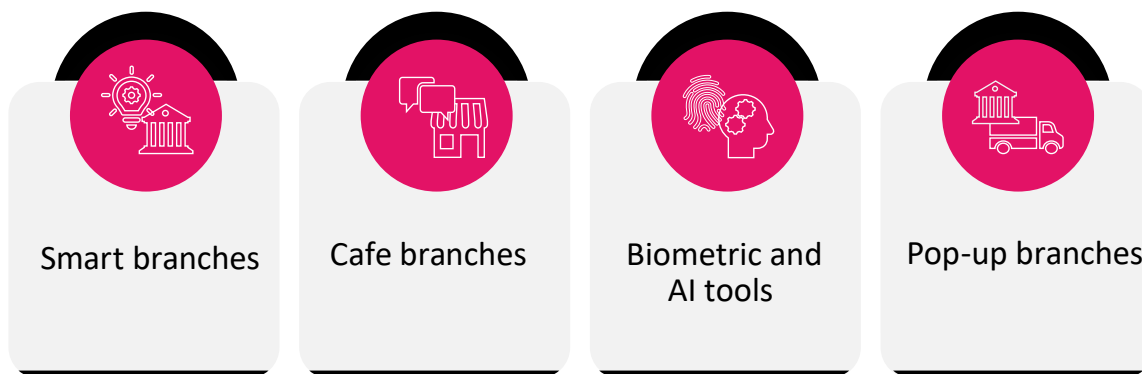 Smart branches
Cafe branches
Biometric and
AI tools
Pop-up branches